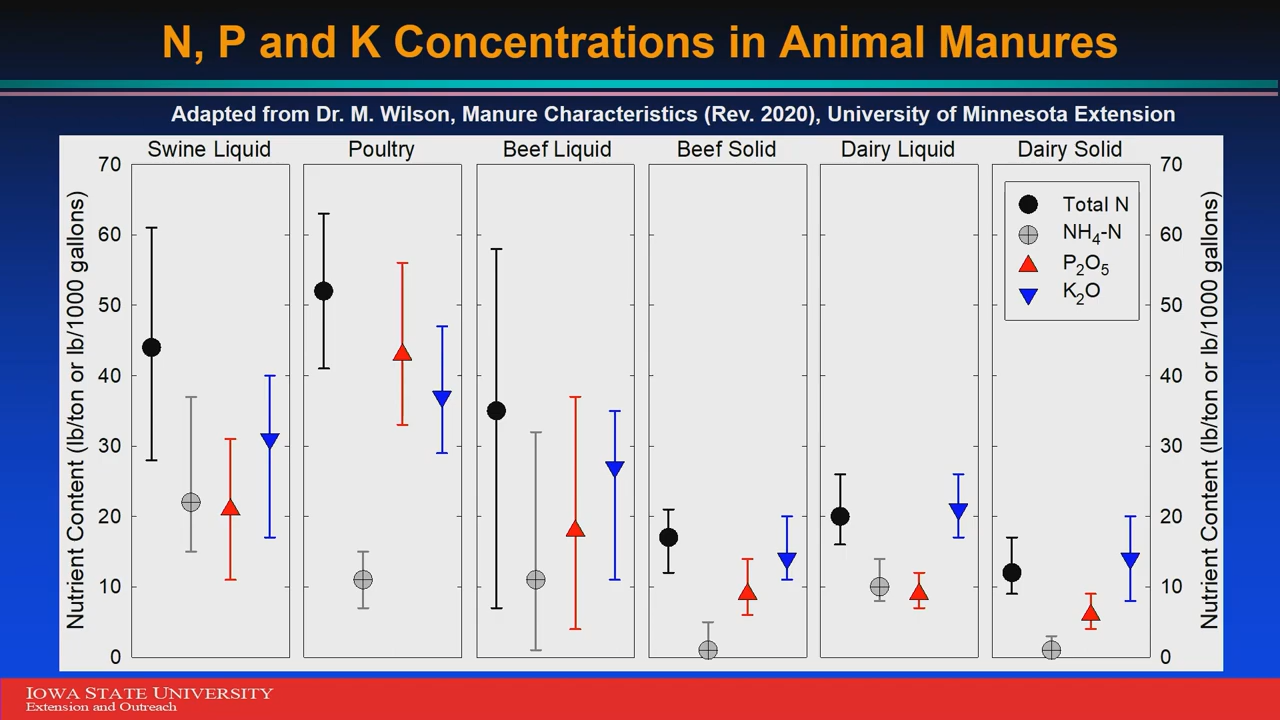 N, P and K Concentrations in Animal Manures
Adapted from Dr. M. Wilson, Manure Characteristics (Rev. 2020), University of Minnesota Extension
Swine Liquid Poultry Beef Liquid Beef Solid Dairy Liquid Dairy Solid
Nutrient Content (lb/ton or lb/1000 gallons)
70
60
50
40
30
20
10
0
Total N
NH₄-N
P₂O₅
K₂O
70
60
50
40
30
20
10
0
Nutrient Content (lb/ton or lb/1000 gallons)
IOWA STATE UNIVERSITY
Extension and Outreach